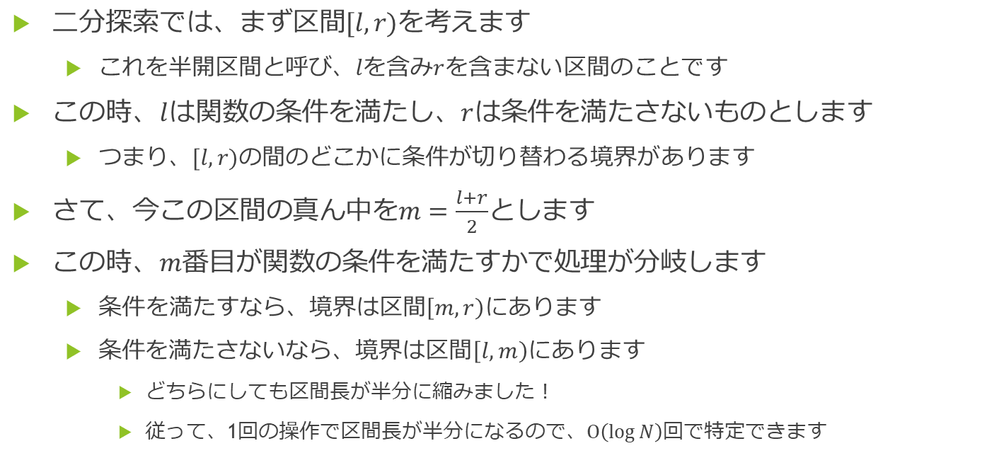 二分探索では、まず区間[l, r)を考えます
これを半開区間と呼び、lを含みrを含まない区間のことです
この時、lは関数の条件を満たし、rは条件を満たさないものとします
つまり、[l, r)の間のどこかに条件が切り替わる境界があります
さて、今この区間の真ん中をm = \frac{l+r}{2}とします
この時、m番目が関数の条件を満たすかで処理が分岐します
条件を満たすなら、境界は区間[m, r)にあります
条件を満たさないなら、境界は区間[l, m)にあります
どちらにしても区間長が半分に縮みました！
従って、1回の操作で区間長が半分になるので、O(log N)回で特定できます